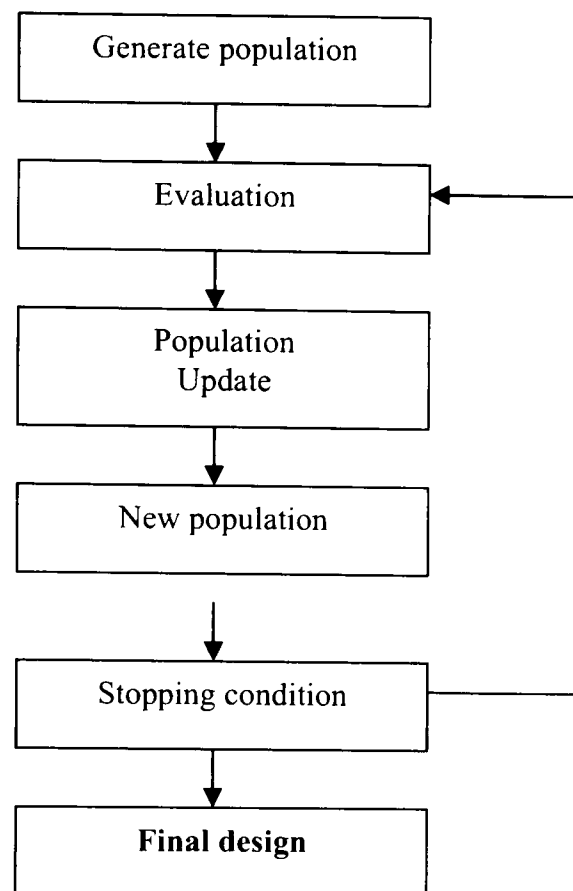 Generate population
Evaluation
Population
Update
New population
Stopping condition
Final design